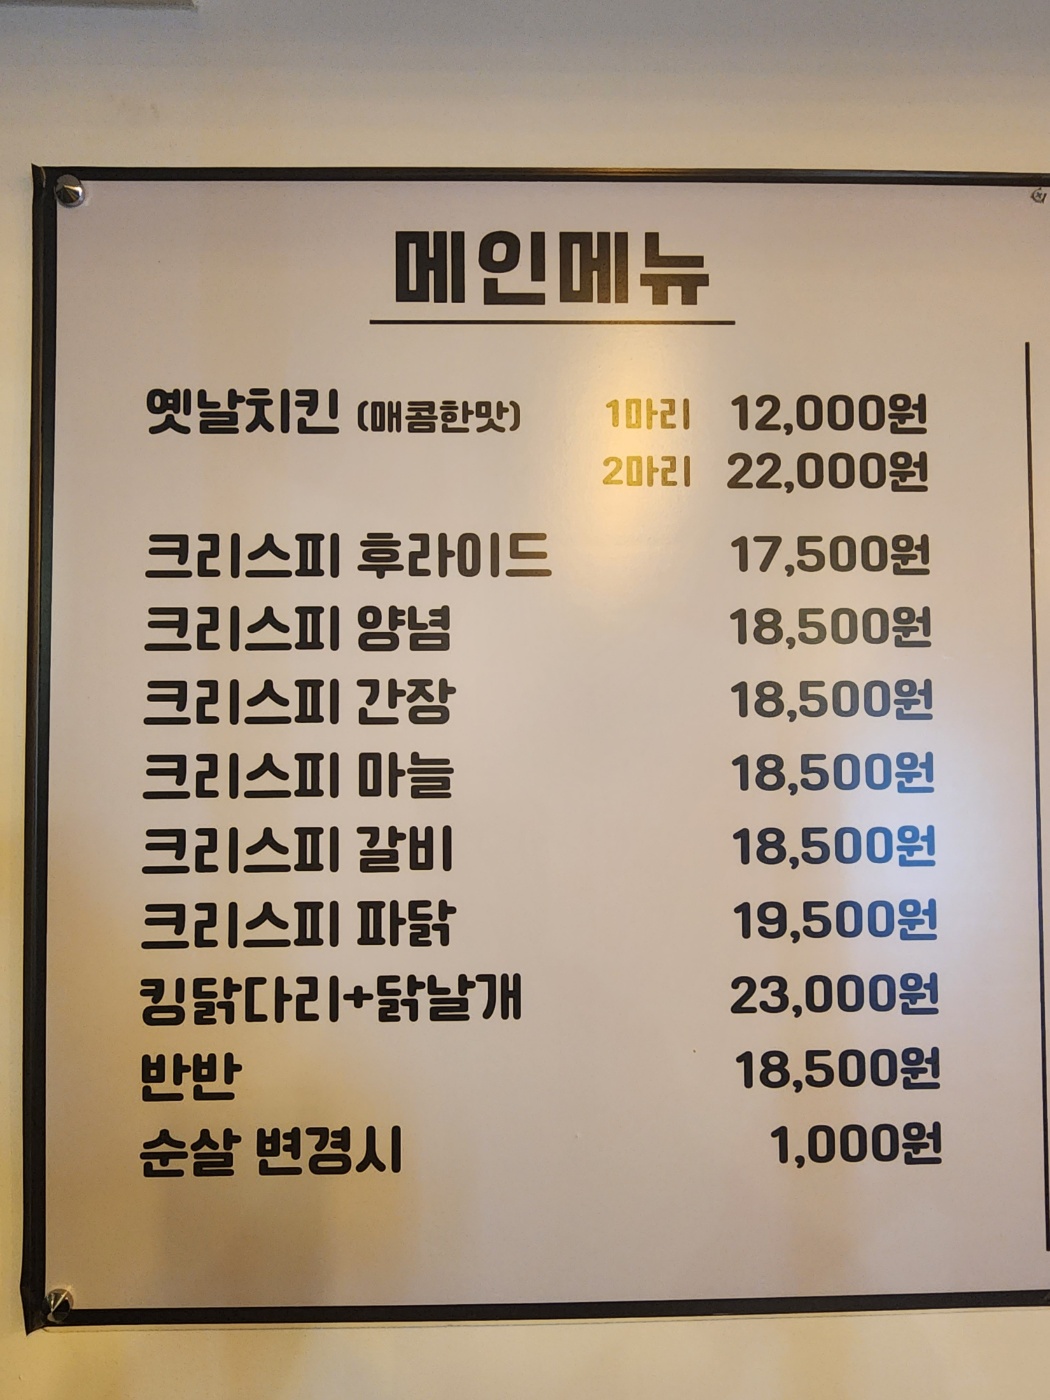 메인메뉴
옛날치킨 (매콤한맛) 1마리 12,000원
2마리 22,000원
크리스피 후라이드 17,500원
크리스피 양념 18,500원
크리스피 간장 18,500원
크리스피 마늘 18,500원
크리스피 갈비 18,500원
크리스피 파닭 19,500원
킹닭다리+닭날개 23,000원
반반 18,500원
순살 변경시 1,000원